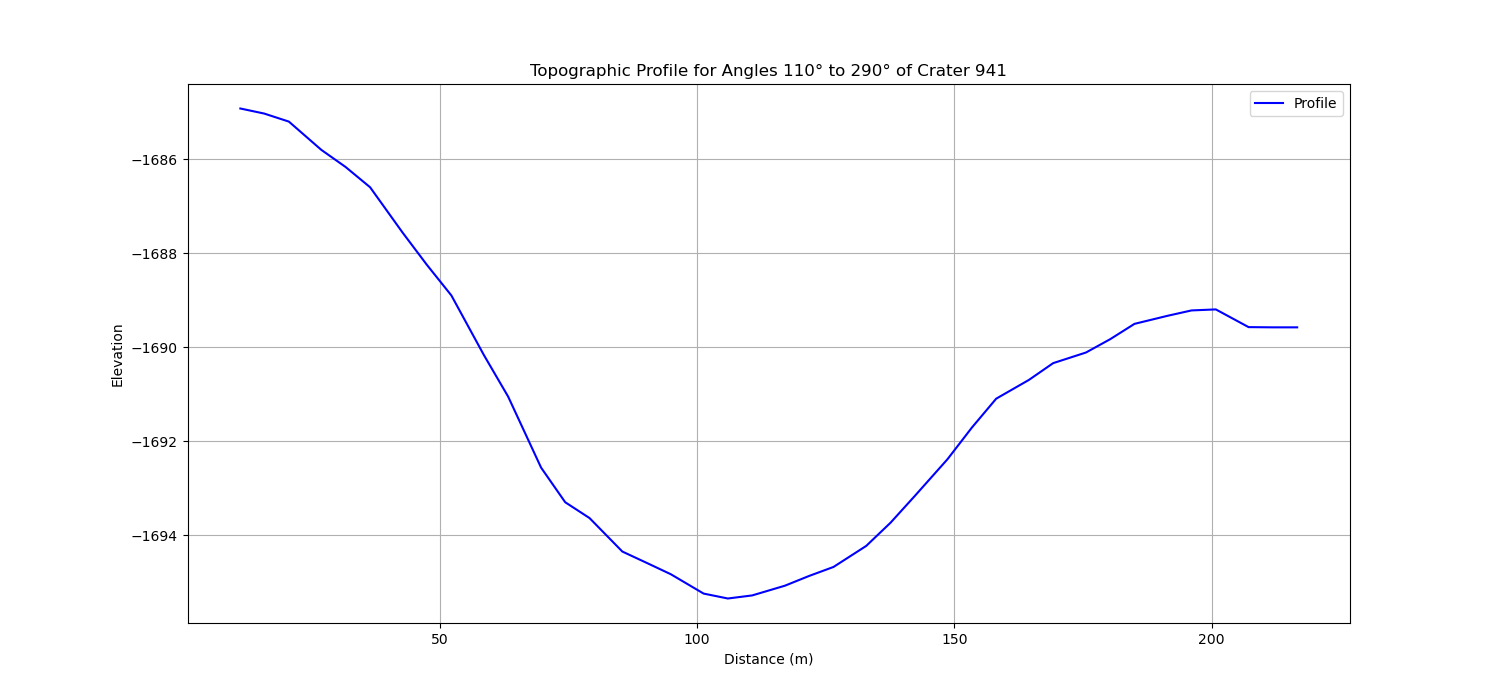 Topographic Profile for Angles 110° to 290° of Crater 941
Profile
−1686
−1688
−1690
−1692
−1694
Elevation
50
100
150
200
Distance (m)